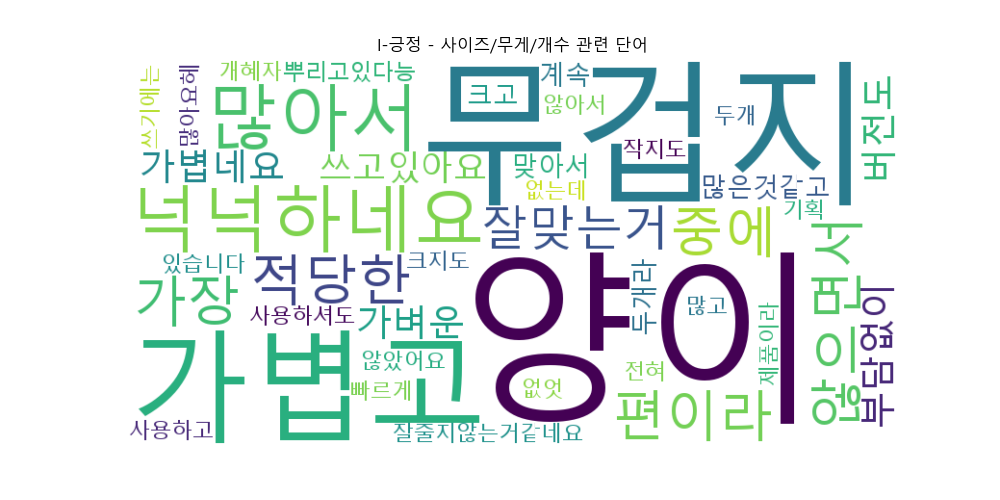 I-긍정 - 사이즈/무게/개수 관련 단어
쓰기에는
많아요해
개혜자
뿌리고있다능
많아서
무겁지
크고
계속
않아서
두개
버전도
작지도
가볍네요
쓰고있아요
맞아서
없는데
많은것같고
기획
넉넉하네요
잘맞는거
중에
있습니다
적당한
크지도
가장
사용하셔도
가벼운
양이
두개라
많고
제품이라
않으면서
부담없이
가볍고
않았어요
빠르게
없엇
전혀
편이라
사용하고
잘줄지않는거같네요